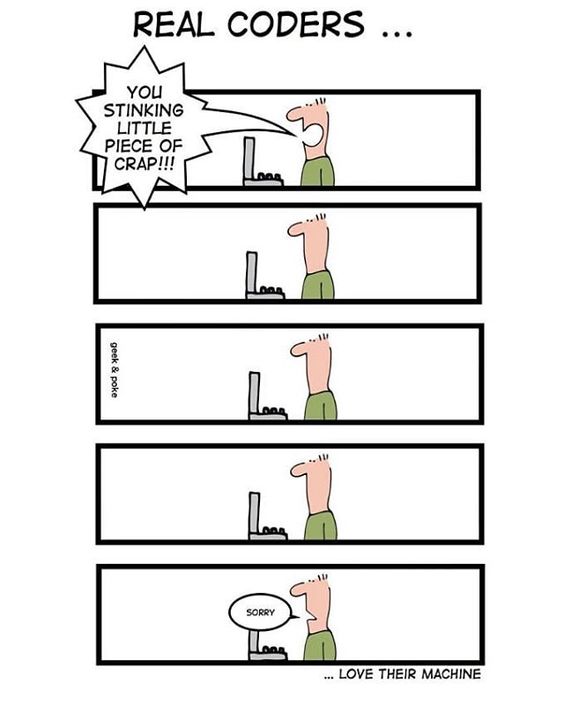 REAL CODERS ...
YOU
STINKING
LITTLE
PIECE OF
CRAP!!!
geek & poke
SORRY
... LOVE THEIR MACHINE